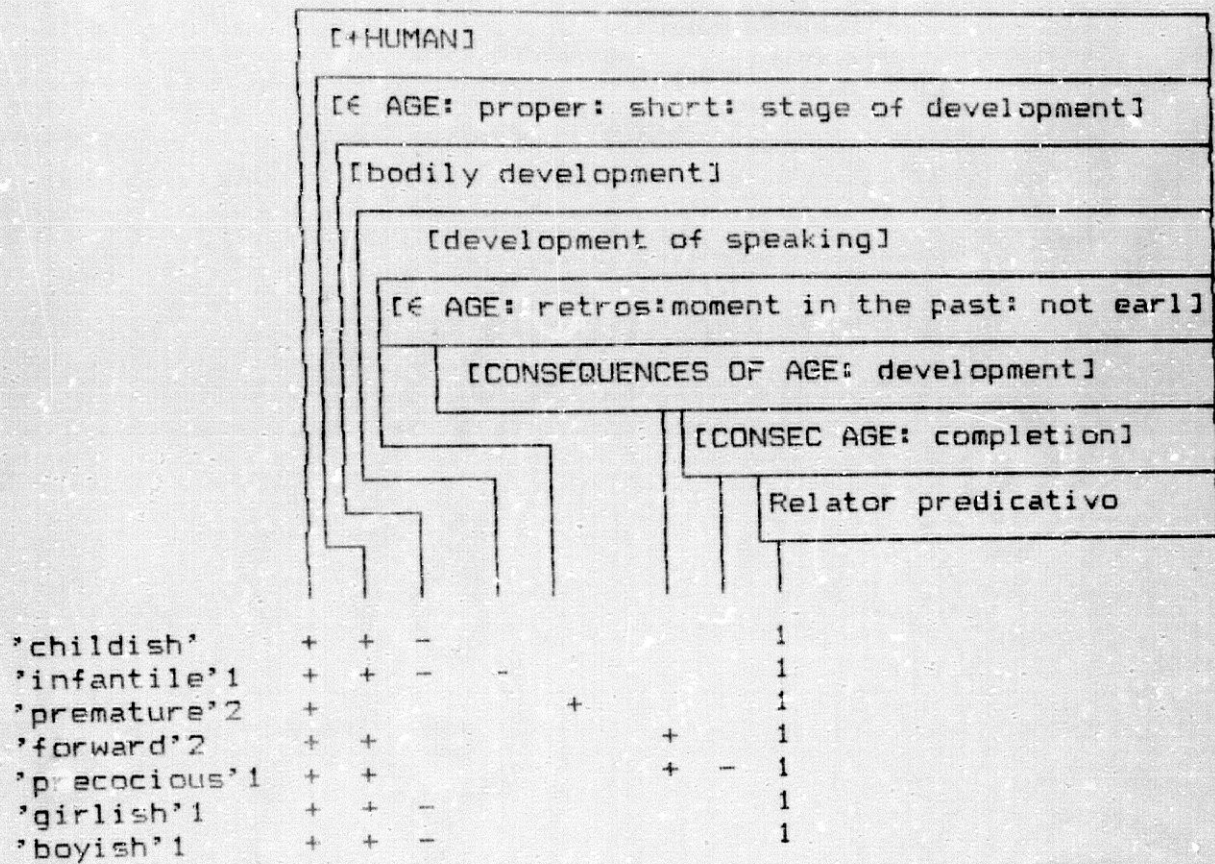 [+HUMAN]
[∈ AGE: proper: short: stage of development]
[bodily development]
[development of speaking]
[∈ AGE: retros:moment in the past: not earl]
[CONSEQUENCES OF AGE: development]
[CONSEC AGE: completion]
Relator predicativo
'childish' + + - 1
'infantile'1 + + - - 1
'premature'2 + + 1
'forward'2 + + + 1
'precocious'1 + + + - 1
'girlish'1 + + - 1
'boyish'1 + + - 1